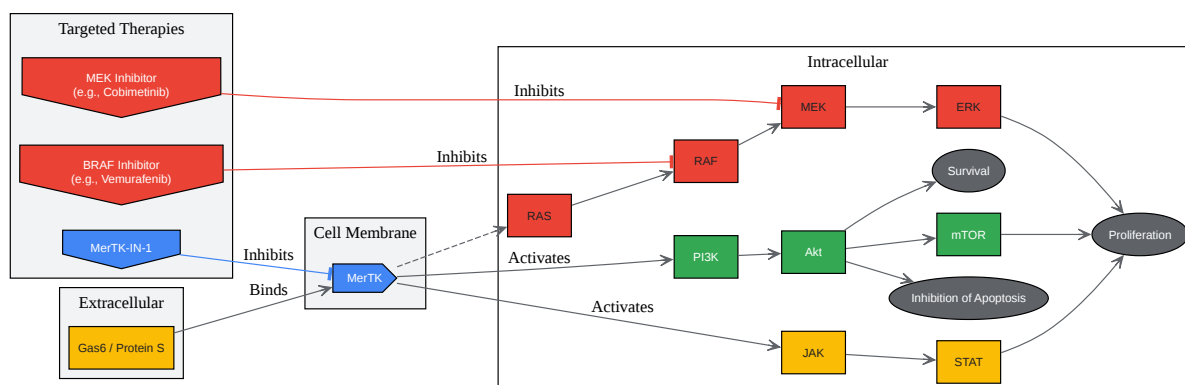 Targeted Therapies
MEK Inhibitor
(e.g., Cobimetinib)
BRAF Inhibitor
(e.g., Vemurafenib)
MerTK-IN-1
Extracellular
Gas6 / Protein S
Inhibits
Inhibits
Inhibits
Binds
Cell Membrane
MerTK
Activates
Activates
Intracellular
MEK
ERK
RAF
RAS
Survival
PI3K
Akt
mTOR
Proliferation
Inhibition of Apoptosis
JAK
STAT